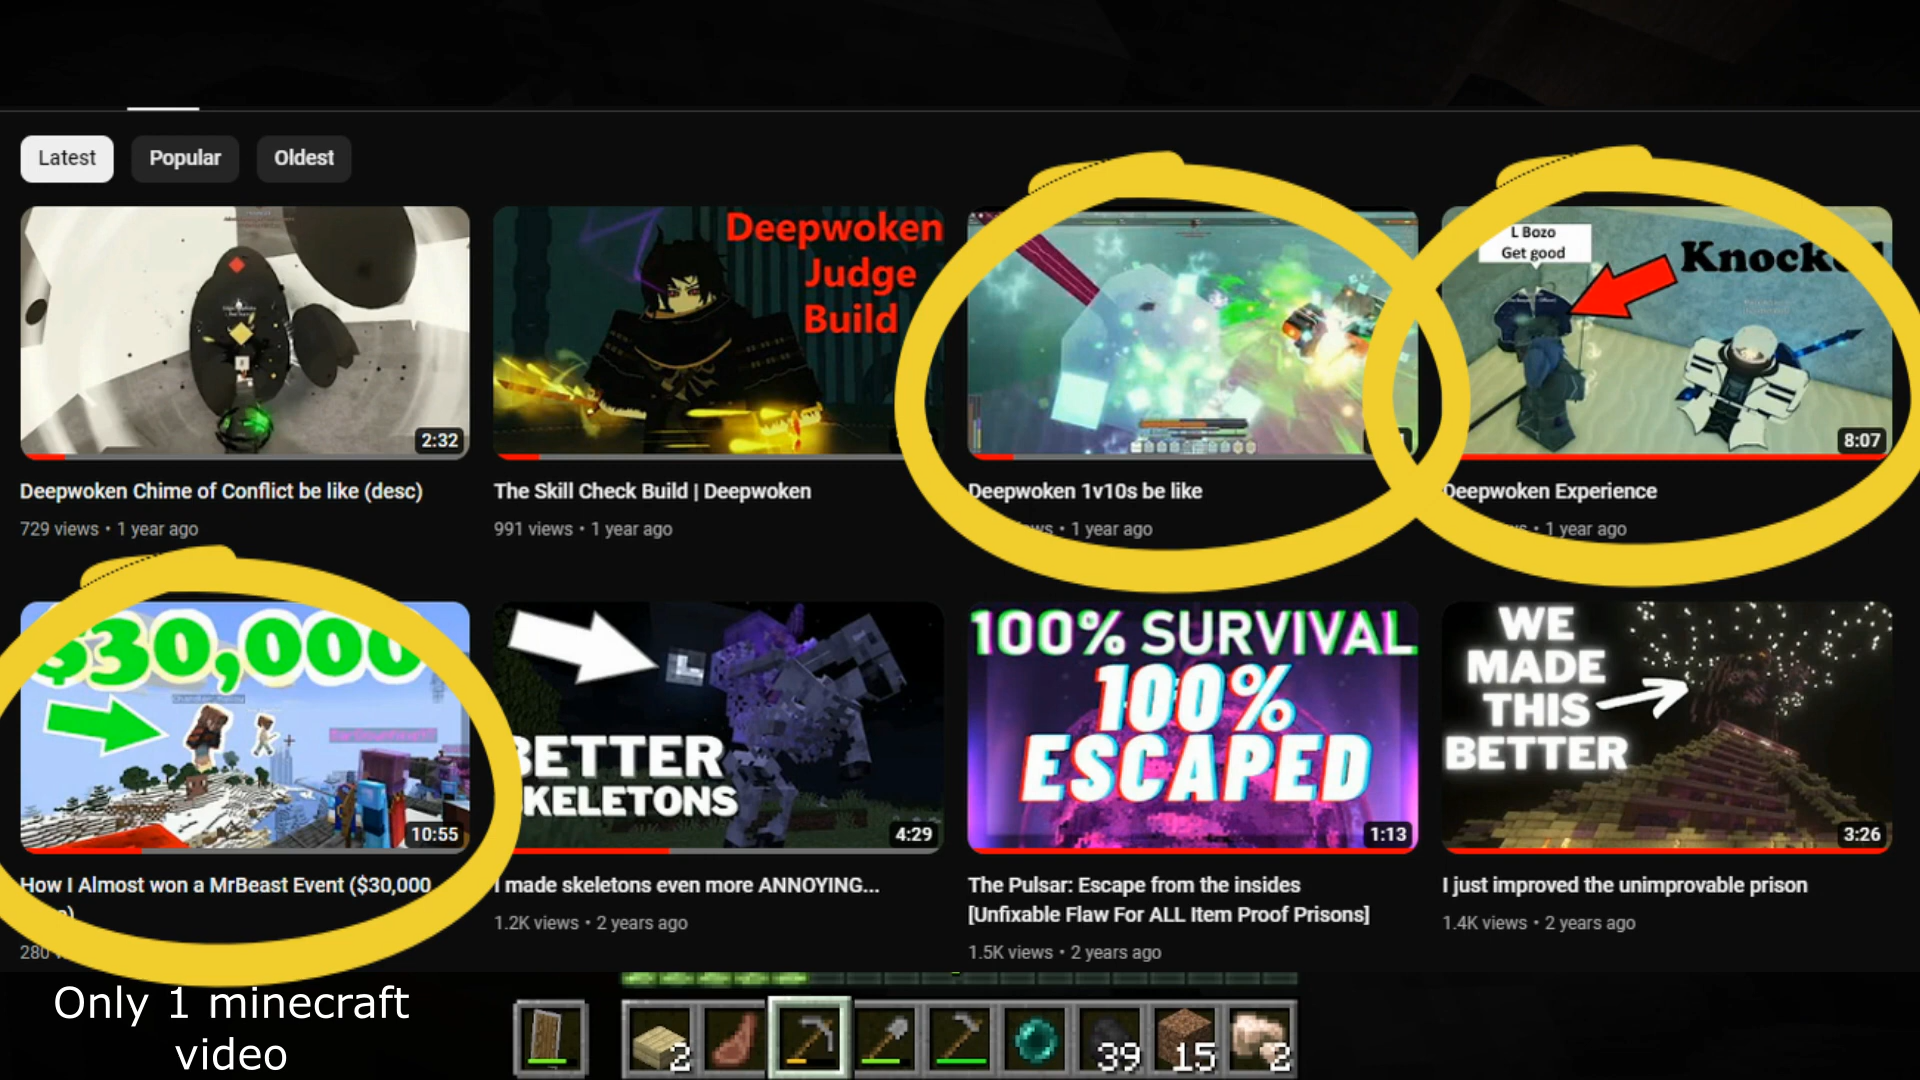 Latest
Popular
Oldest
Deepwoken
Judge
Build
L Bozo
Get good
2:32
8:07
Deepwoken Chime of Conflict be like (desc)
The Skill Check Build | Deepwoken
Deepwoken 1v10s be like
Deepwoken Experience
729 views • 1 year ago
991 views • 1 year ago
1 year ago
1 year ago
$30,000
BETTER
100% SURVIVAL
100%
ESCAPED
WE
MADE
THIS
BETTER
10:55
4:29
1:13
3:26
How I Almost won a MrBeast Event ($30,000
I made skeletons even more ANNOYING...
1.2K views • 2 years ago
The Pulsar: Escape from the insides
[Unfixable Flaw For ALL Item Proof Prisons]
1.5K views • 2 years ago
I just improved the unimprovable prison
1.4K views • 2 years ago
Only 1 minecraft
video
2
39
15
2